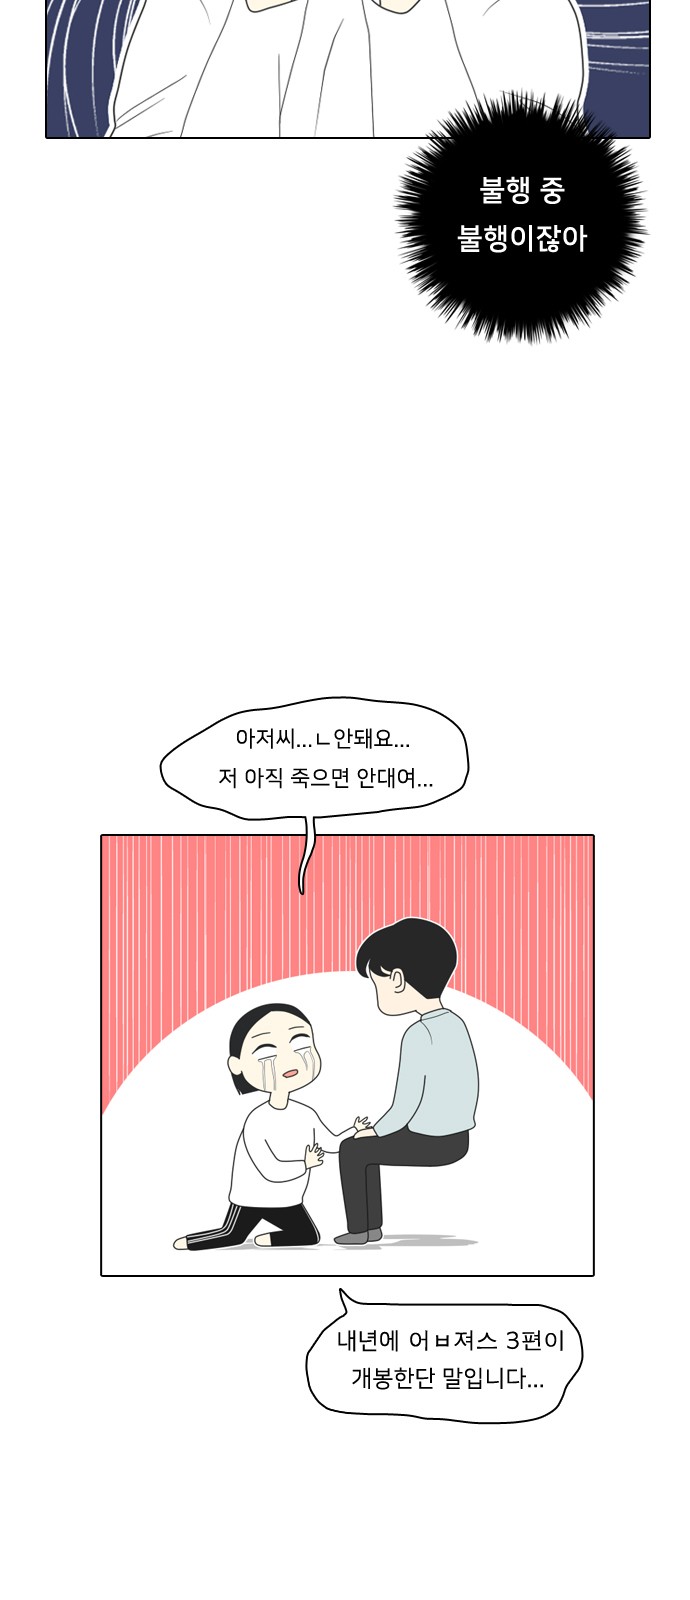 불행 중
불행이잖아
아저씨...ㄴ안돼요...
저 아직 죽으면 안대여...
내년에 어ㅂ져스 3편이
개봉한단 말입니다...